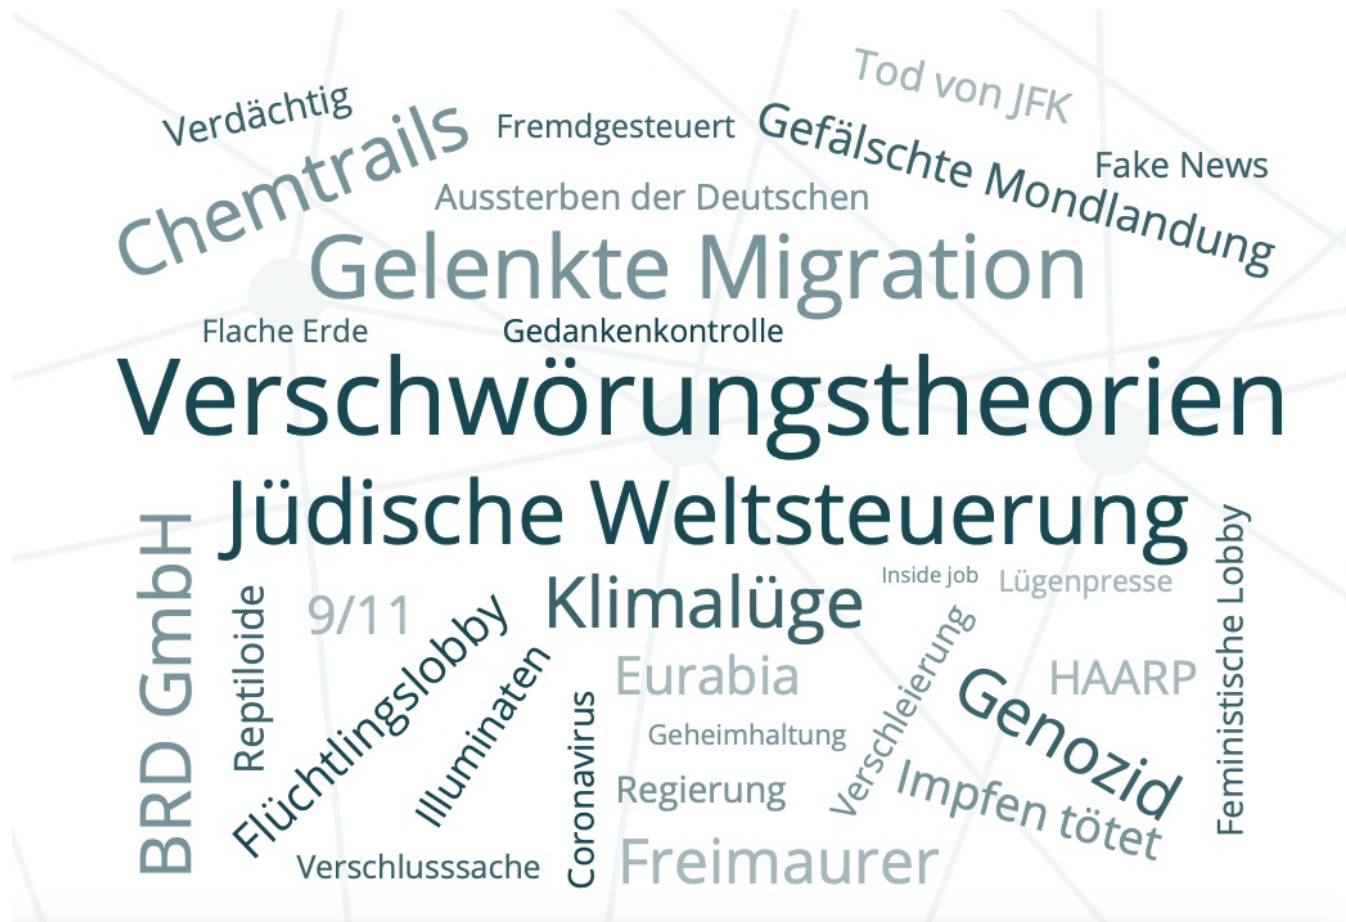 Tod von JFK
Verdächtig
Chemtrails
Fremdgesteuert
Gefälschte Mondlandung
Fake News
Aussterben der Deutschen
Gelenkte Migration
Flache Erde
Gedankenkontrolle
Verschwörungstheorien
Jüdische Weltsteuerung
BRD GmbH
Reptiloide
9/11
Flüchtlingslobby
Illuminaten
Klimalüge
Inside job
Lügenpresse
Feministische Lobby
Coronavirus
Eurabia
Verschleierung
HAARP
Genozid
Geheimhaltung
Regierung
Impfen tötet
Verschlusssache
Freimaurer